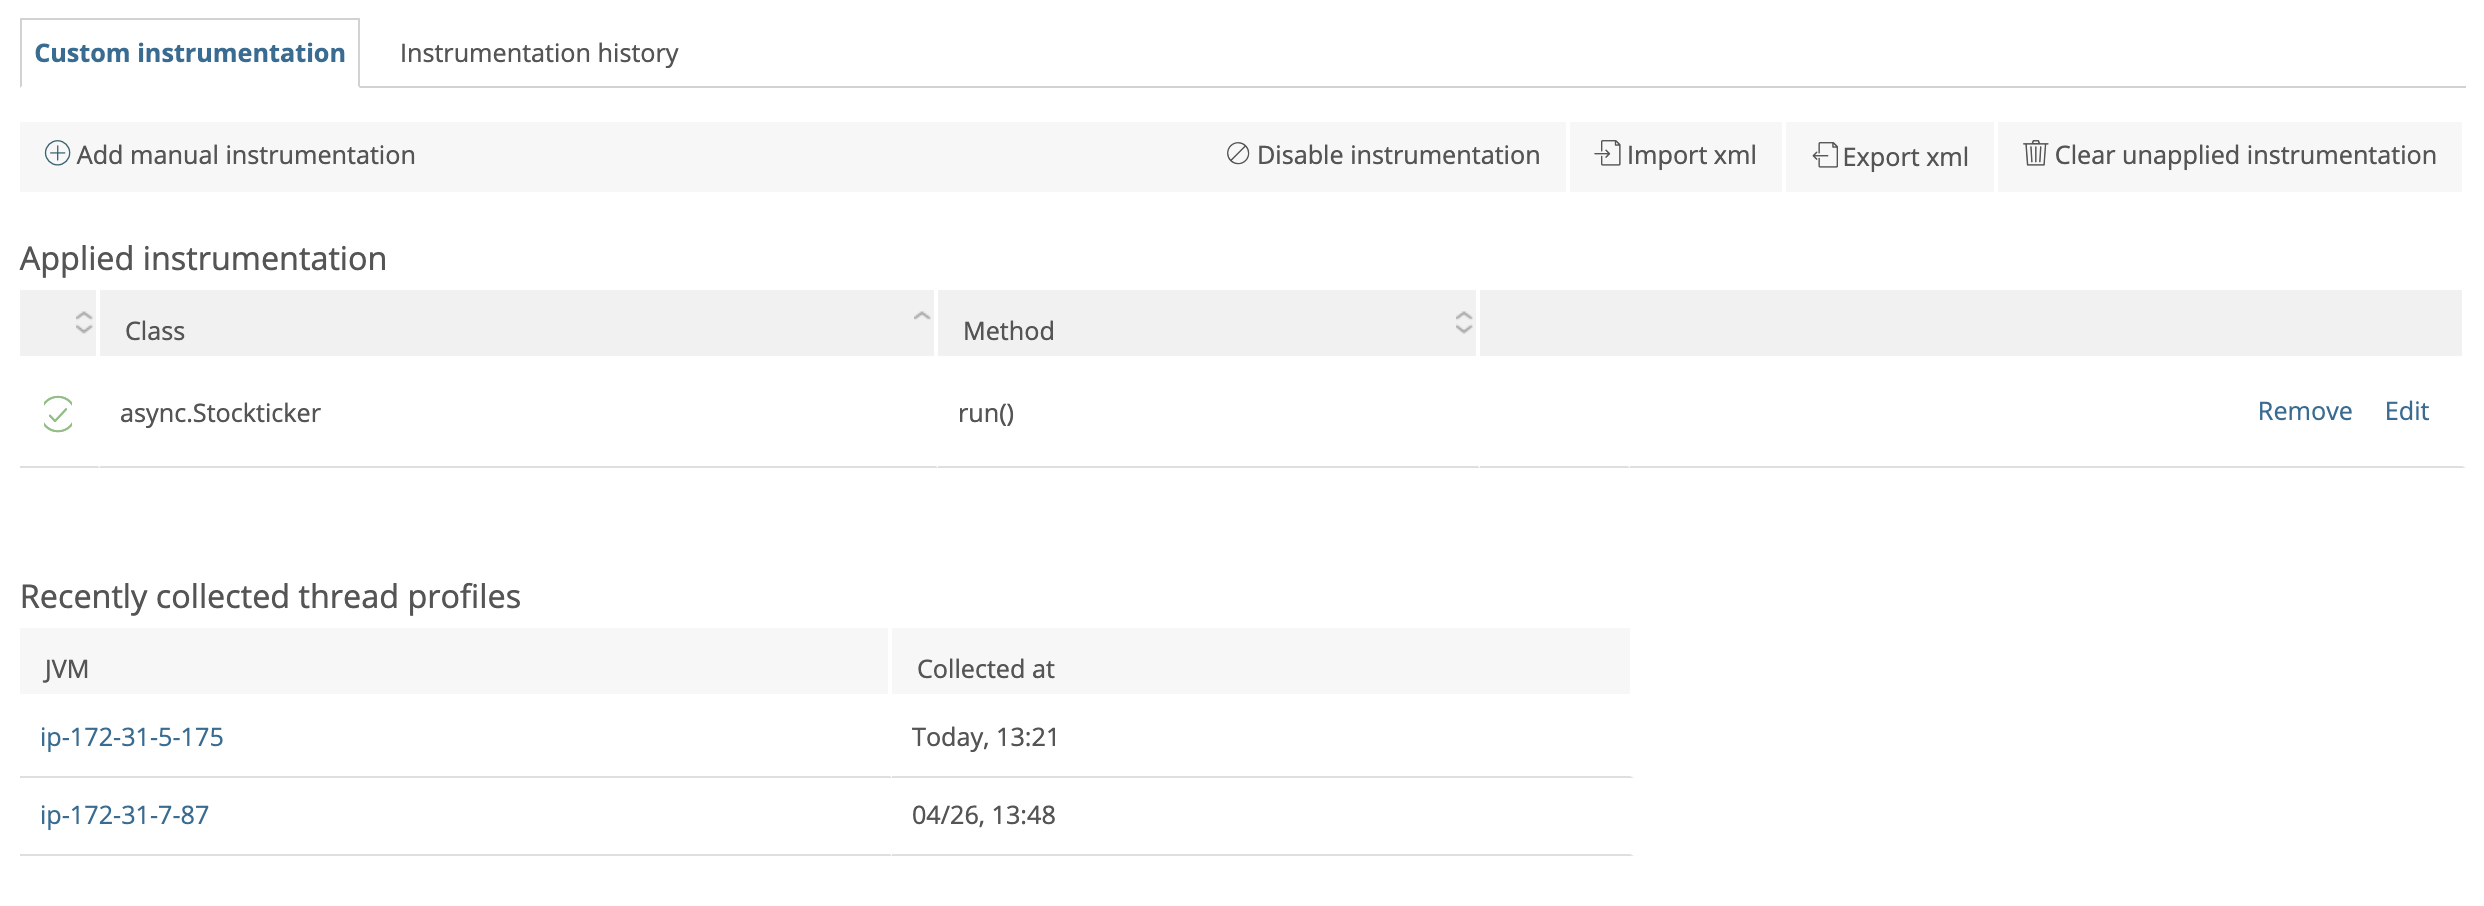 Custom instrumentation Instrumentation history
Add manual instrumentation Disable instrumentation Import xml Export xml Clear unapplied instrumentation
Applied instrumentation
Class Method
async.Stockticker run() Remove Edit
Recently collected thread profiles
JVM Collected at
ip-172-31-5-175 Today, 13:21
ip-172-31-7-87 04/26, 13:48